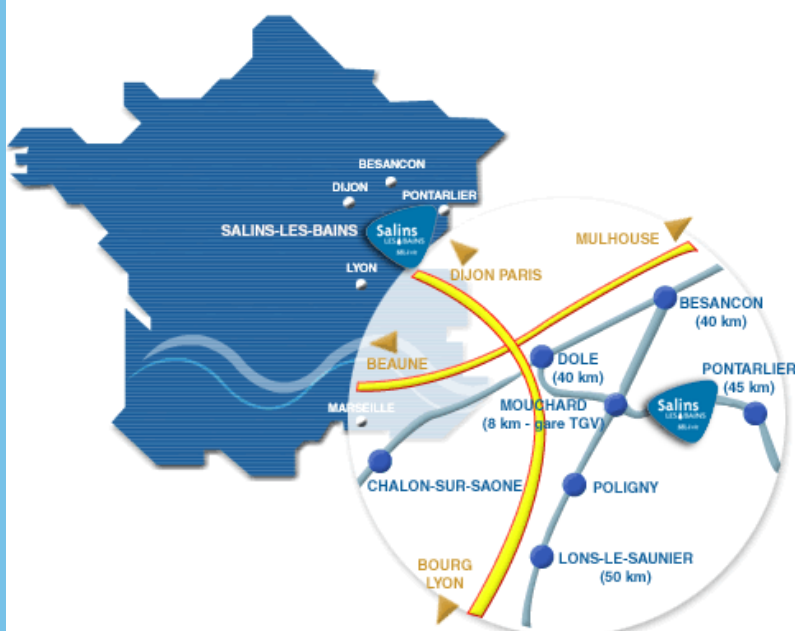 BESANCON
DIJON
PONTARLIER
SALINS-LES-BAINS
Salins
LES BAINS
LYON
MARSEILLE
MULHOUSE
DIJON PARIS
BESANCON
(40 km)
BEAUNE
DOLE
(40 km)
PONTARLIER
(45 km)
MOUCHARD
(8 km - gare TGV)
Salins
LES BAINS
CHALON-SUR-SAONE
POLIGNY
BOURG
LYON
LONS-LE-SAUNIER
(50 km)